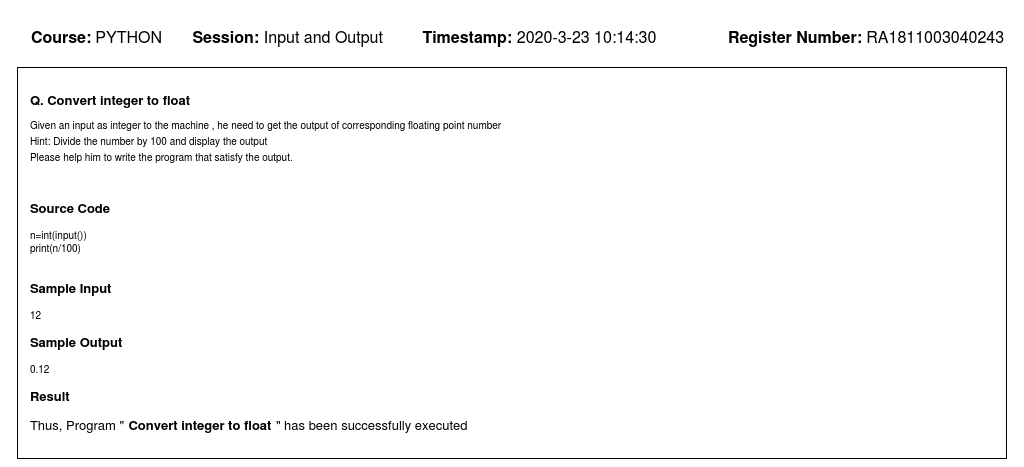 Course: PYTHON Session: Input and Output Timestamp: 2020-3-23 10:14:30 Register Number: RA1811003040243
Q. Convert integer to float
Given an input as integer to the machine , he need to get the output of corresponding floating point number
Hint: Divide the number by 100 and display the output
Please help him to write the program that satisfy the output.
Source Code
n=int(input())
print(n/100)
Sample Input
12
Sample Output
0.12
Result
Thus, Program " Convert integer to float " has been successfully executed